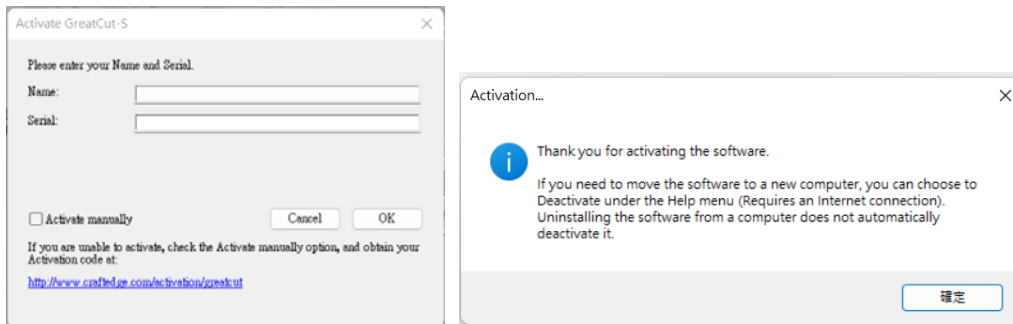 Activate GreatCut-S
Please enter your Name and Serial.
Name:
Serial:
Activate manually
Cancel
OK
If you are unable to activate, check the Activate manually option, and obtain your
Activation code at:
http://www.craftedge.com/activation/greatcut
Activation...
Thank you for activating the software.
If you need to move the software to a new computer, you can choose to
Deactivate under the Help menu (Requires an Internet connection).
Uninstalling the software from a computer does not automatically
deactivate it.
確定